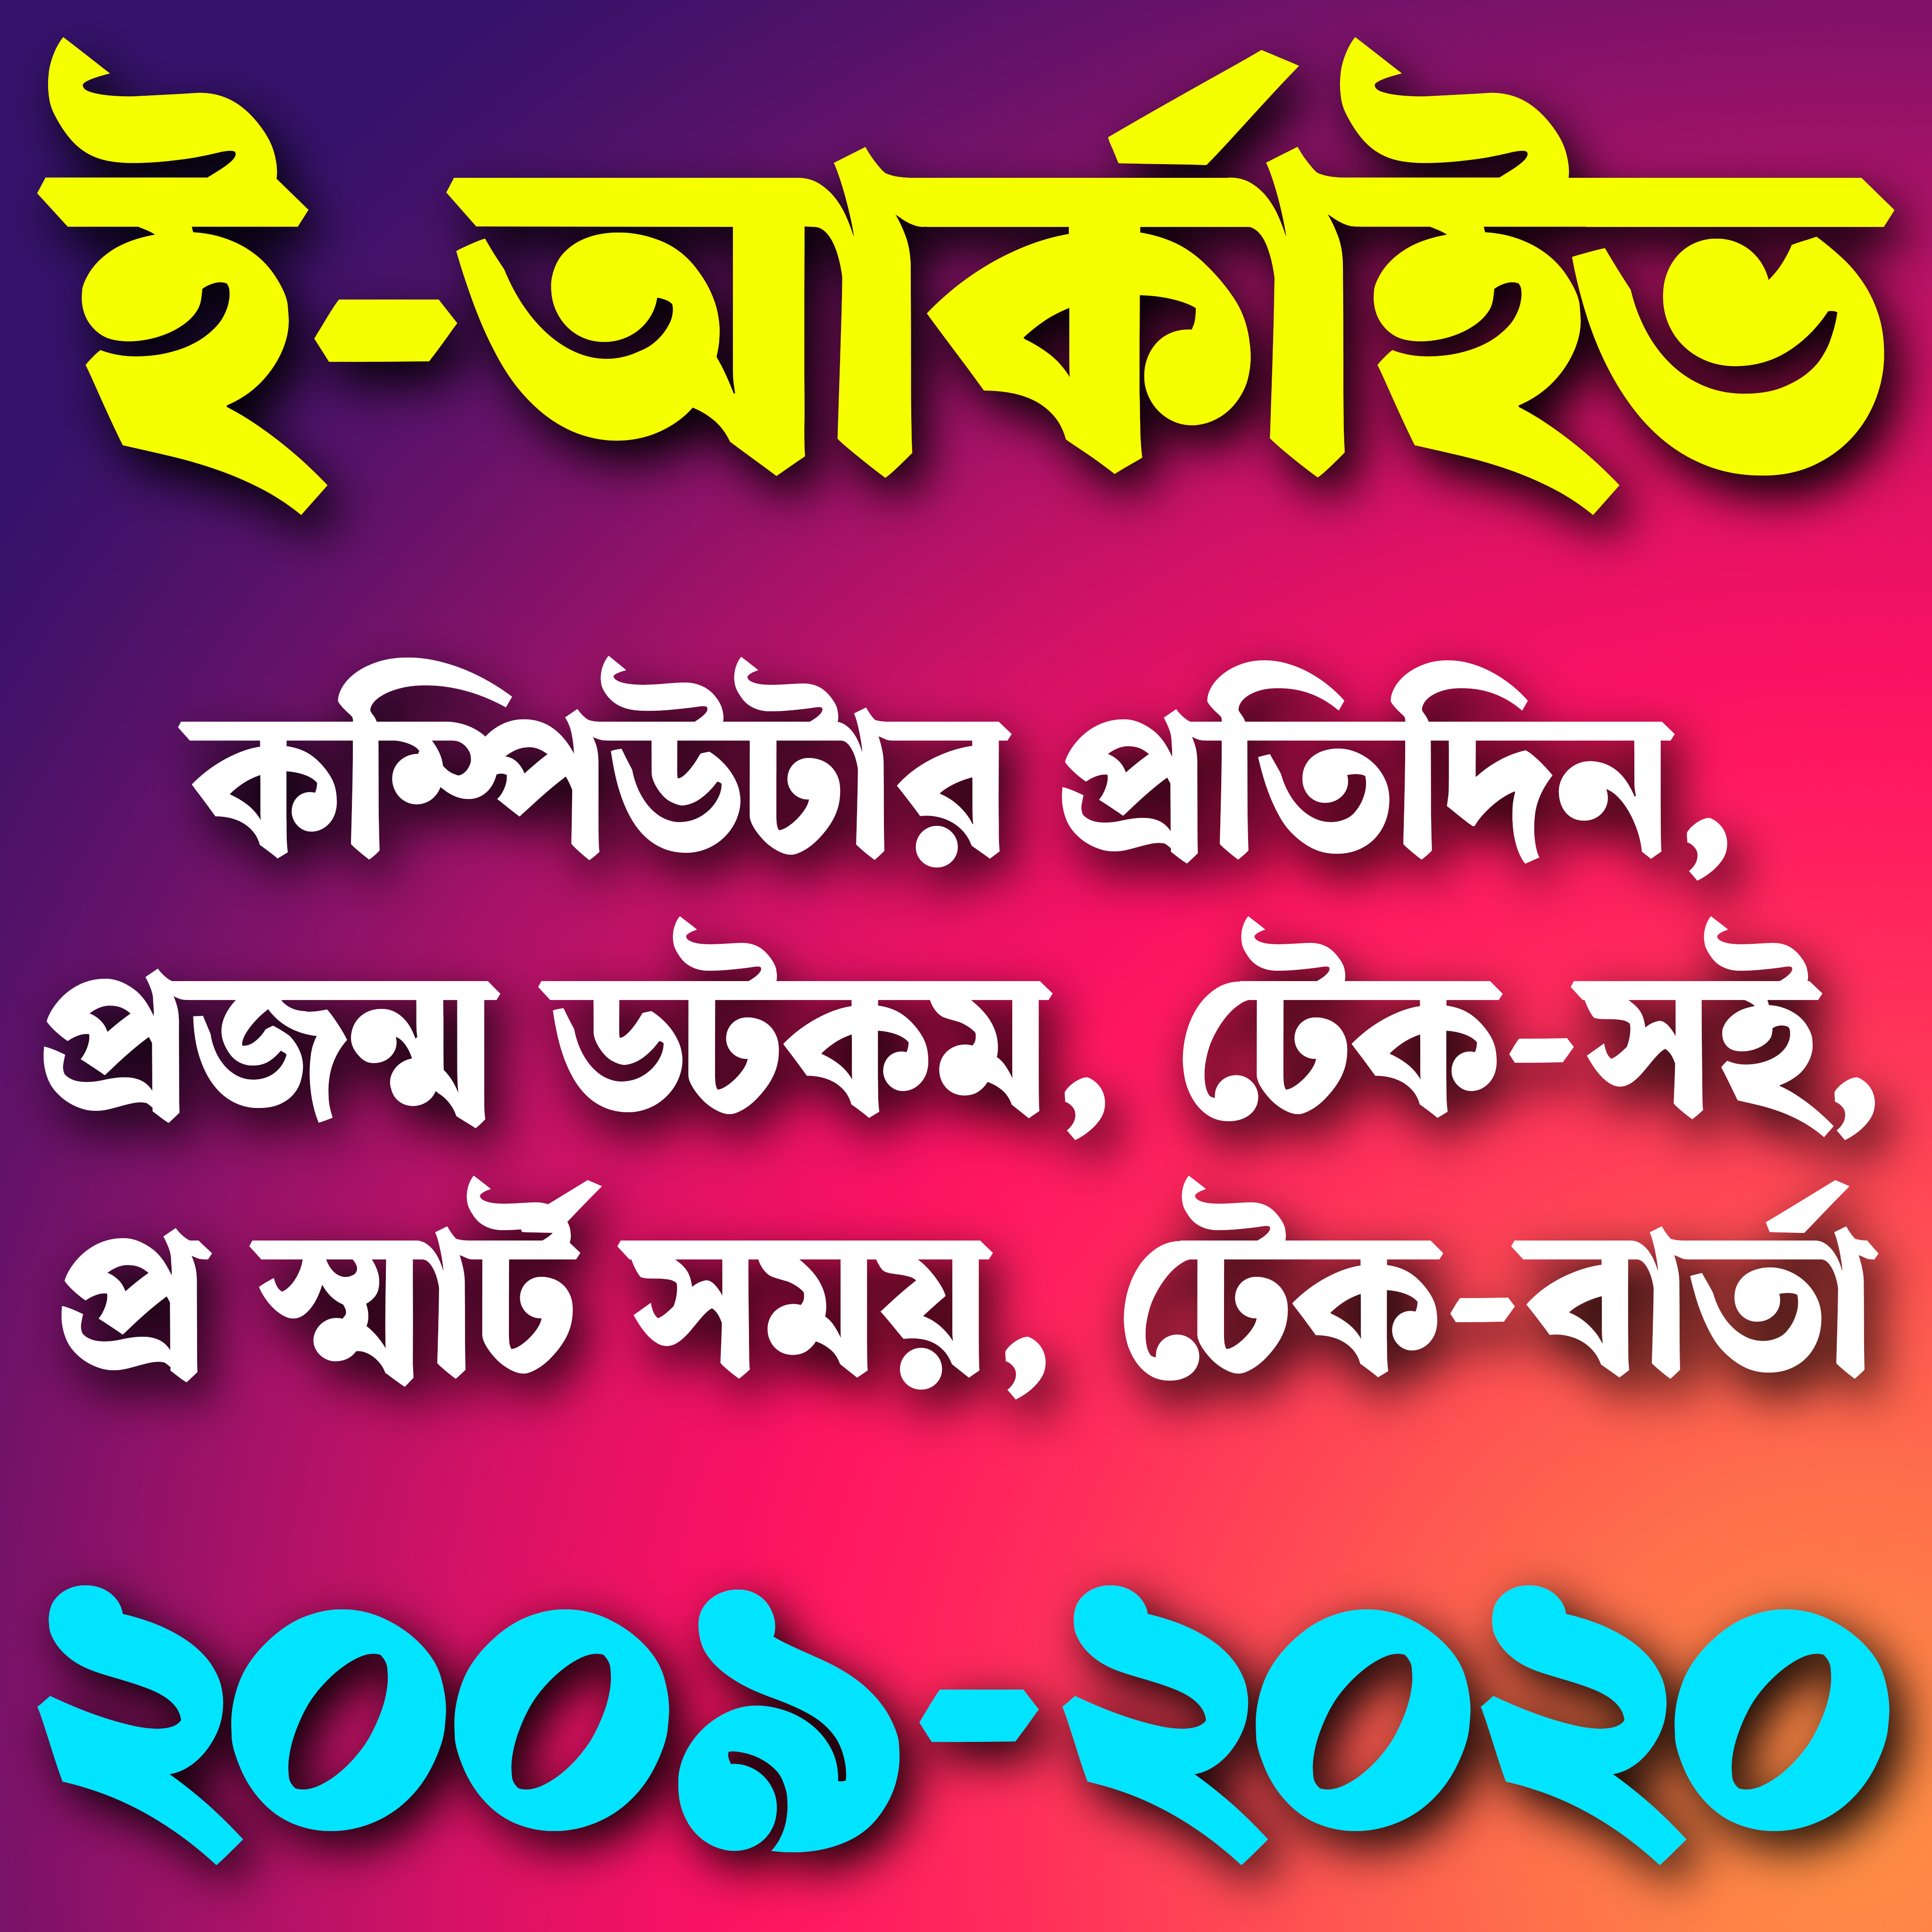 ই-আর্কাইভ
কম্পিউটার প্রতিদিন,
প্রজন্ম ডটকম, টেক-সই,
প্র স্মার্ট সময়, টেক-বার্তা
২০০৯-২০২০